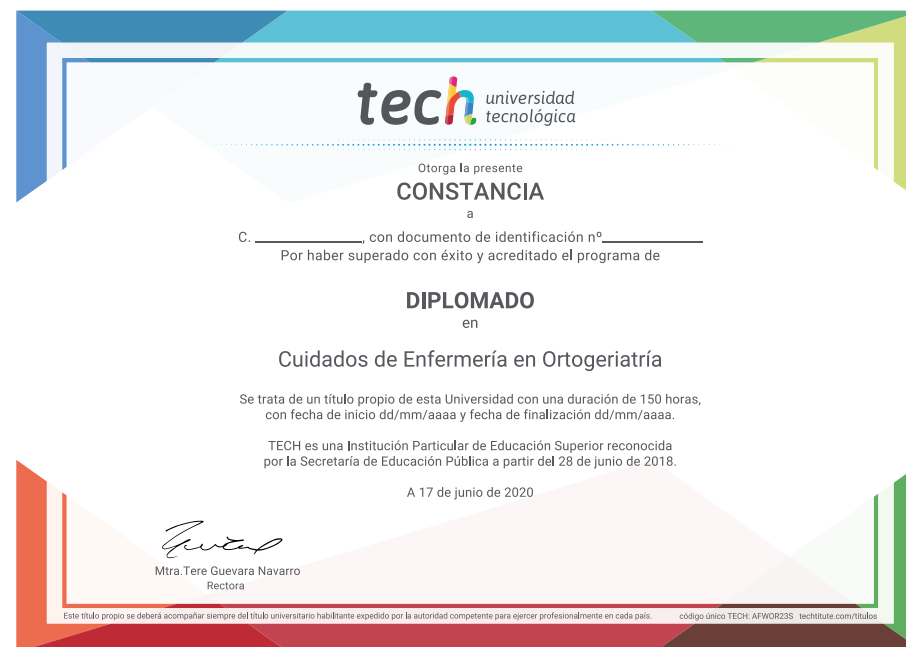 tech universidad
tecnológica
Otorga la presente
CONSTANCIA
a
C. ____________, con documento de identificación nº____________
Por haber superado con éxito y acreditado el programa de
DIPLOMADO
en
Cuidados de Enfermería en Ortogeriatría
Se trata de un título propio de esta Universidad con una duración de 150 horas,
con fecha de inicio dd/mm/aaaa y fecha de finalización dd/mm/aaaa.
TECH es una Institución Particular de Educación Superior reconocida
por la Secretaría de Educación Pública a partir del 28 de junio de 2018.
A 17 de junio de 2020
Mtra.Tere Guevara Navarro
Rectora
Este título propio se deberá acompañar siempre del título universitario habilitante expedido por la autoridad competente para ejercer profesionalmente en cada país. código único TECH: AFWOR23S techtitute.com/titulos